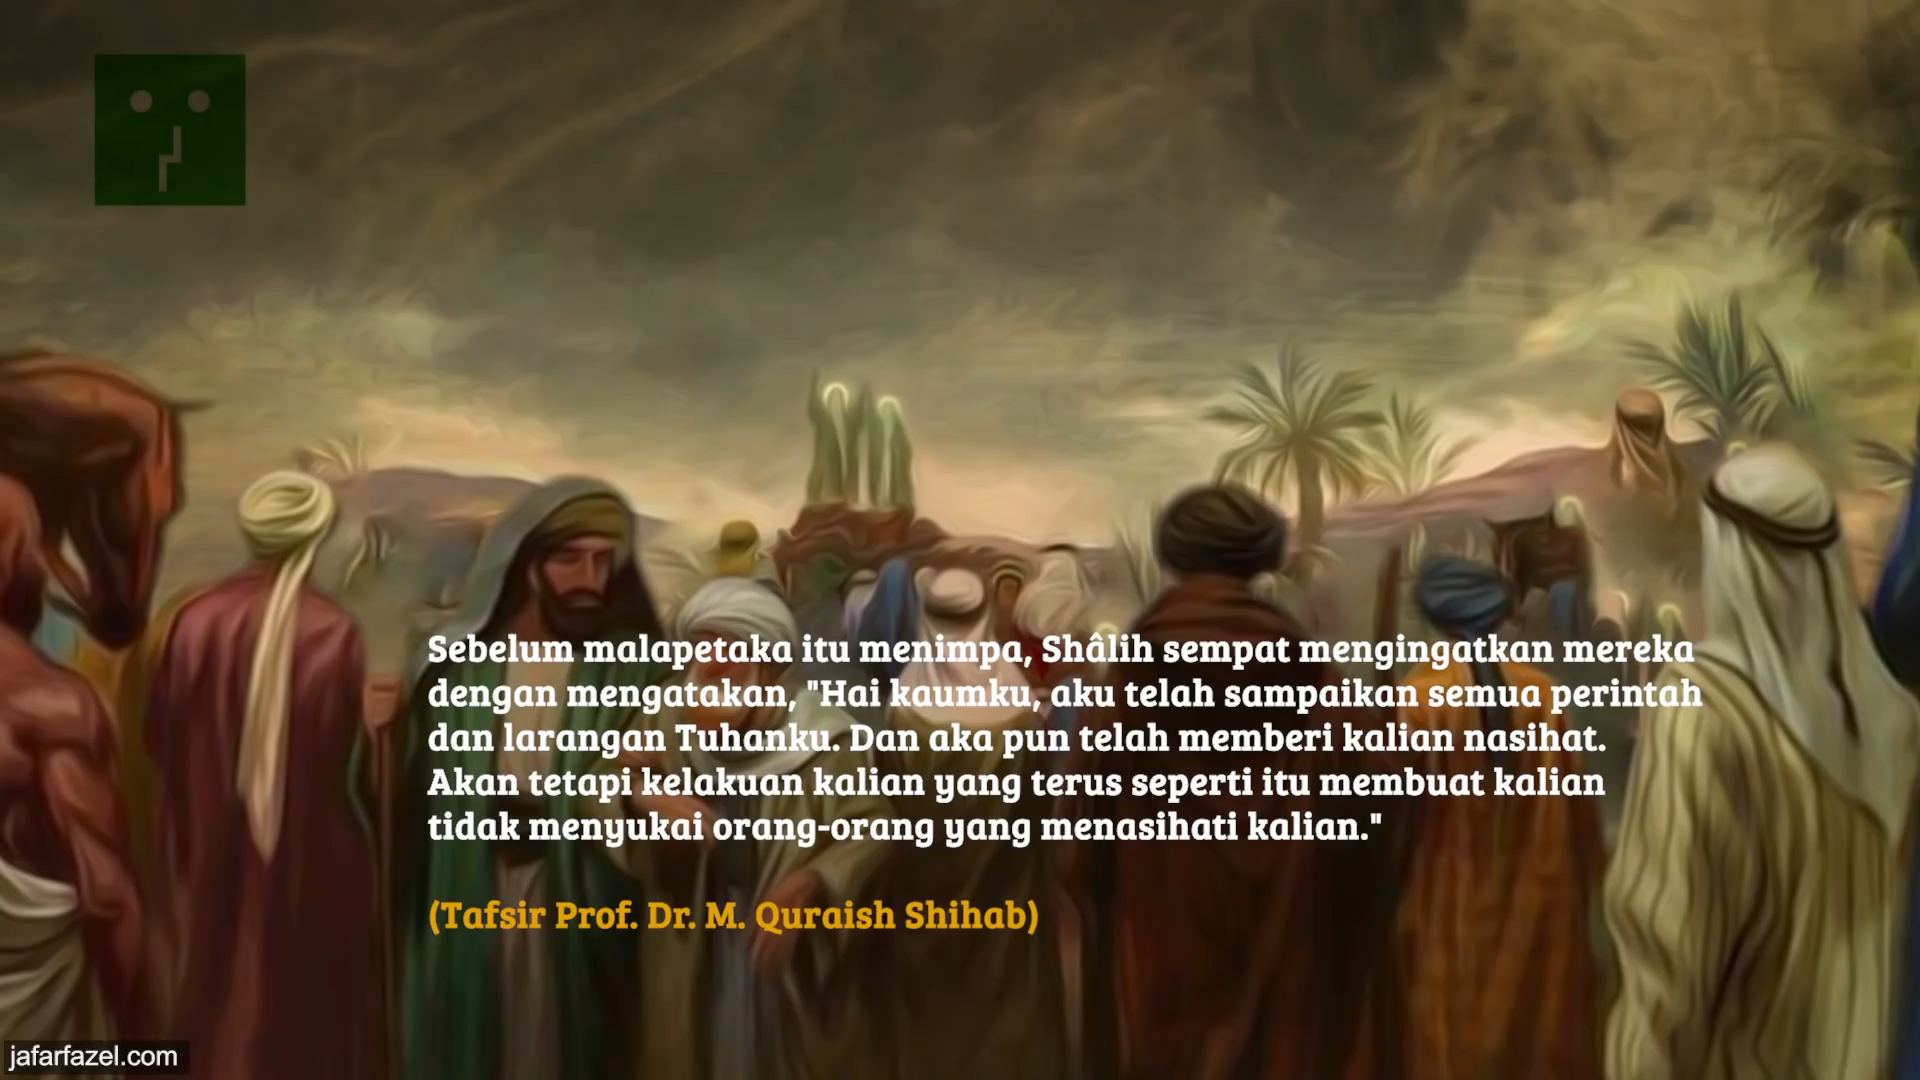 Sebelum malapetaka itu menimpa, Shâlih sempat mengingatkan mereka
dengan mengatakan, "Hai kaumku, aku telah sampaikan semua perintah
dan larangan Tuhanku. Dan aka pun telah memberi kalian nasihat.
Akan tetapi kelakuan kalian yang terus seperti itu membuat kalian
tidak menyukai orang-orang yang menasihati kalian."
(Tafsir Prof. Dr. M. Quraish Shihab)
jafarfazel.com